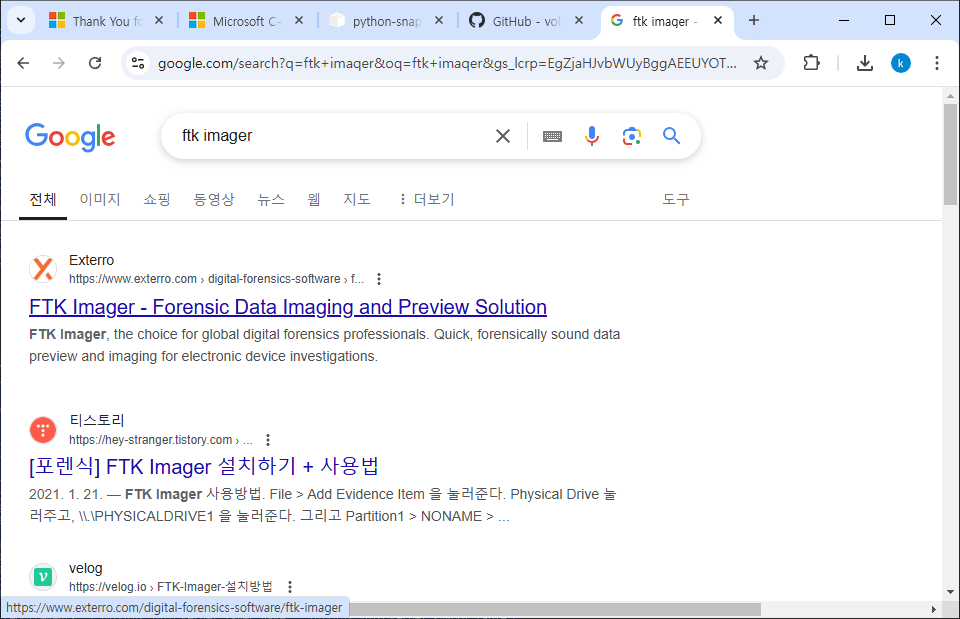 Thank You fo
Microsoft C+
python-snap
GitHub - vol
ftk imager -
google.com/search?q=ftk+imaqer&oq=ftk+imaqer&gs_lcrp=EgZjaHJvbWUyBggAEEUYOT...
k
Google
ftk imager
전체
이미지
쇼핑
동영상
뉴스
웹
지도
더보기
도구
Exterro
https://www.exterro.com › digital-forensics-software › f...
FTK Imager - Forensic Data Imaging and Preview Solution
FTK Imager, the choice for global digital forensics professionals. Quick, forensically sound data
preview and imaging for electronic device investigations.
티스토리
https://hey-stranger.tistory.com › ...
[포렌식] FTK Imager 설치하기 + 사용법
2021. 1. 21. — FTK Imager 사용방법. File > Add Evidence Item 을 눌러준다. Physical Drive 눌
러주고, \\.\PHYSICALDRIVE1 을 눌러준다. 그리고 Partition1 > NONAME > ...
velog
https://velog.io › FTK-Imager-설치방법
https://www.exterro.com/digital-forensics-software/ftk-imager